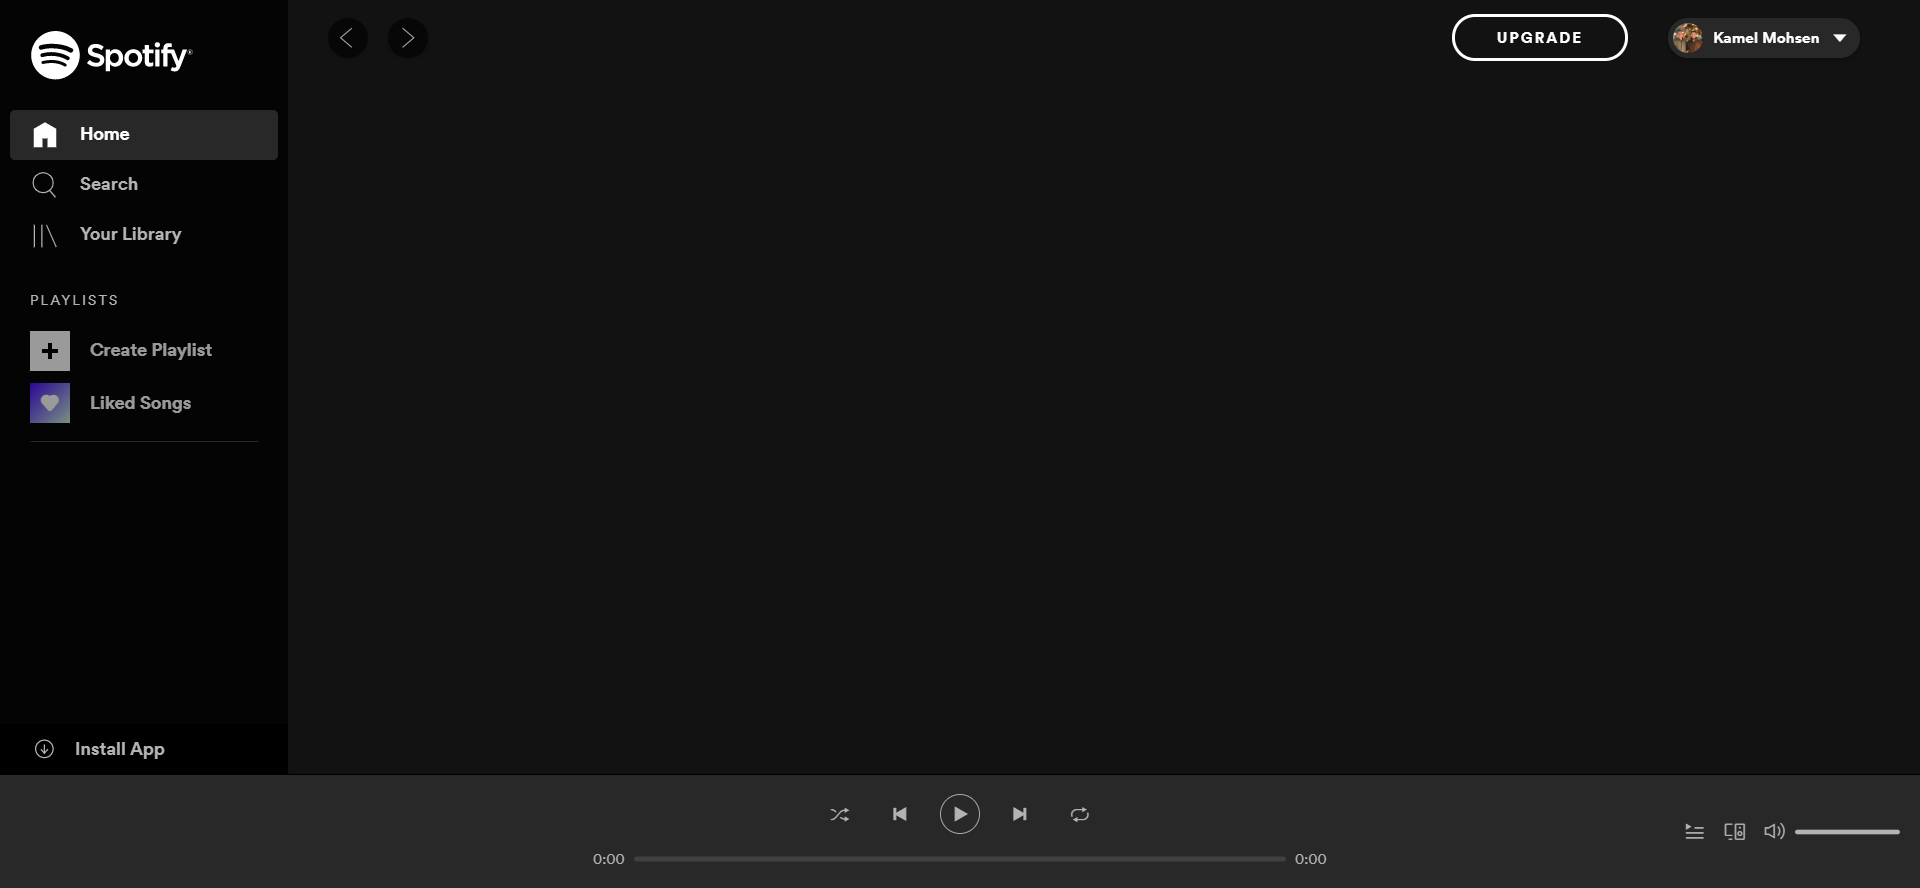 Spotify®
Home
Search
Your Library
PLAYLISTS
Create Playlist
Liked Songs
Install App
UPGRADE
Kamel Mohsen
0:00
0:00